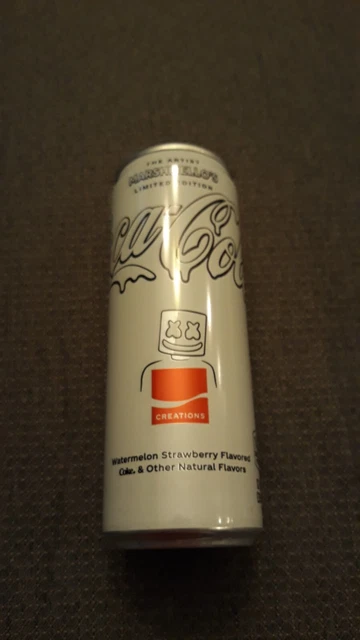 THE ARTIST
MARSHMELLO'S
LIMITED EDITION
Coca Cola
CREATIONS
Watermelon Strawberry Flavored
Coke. & Other Natural Flavors